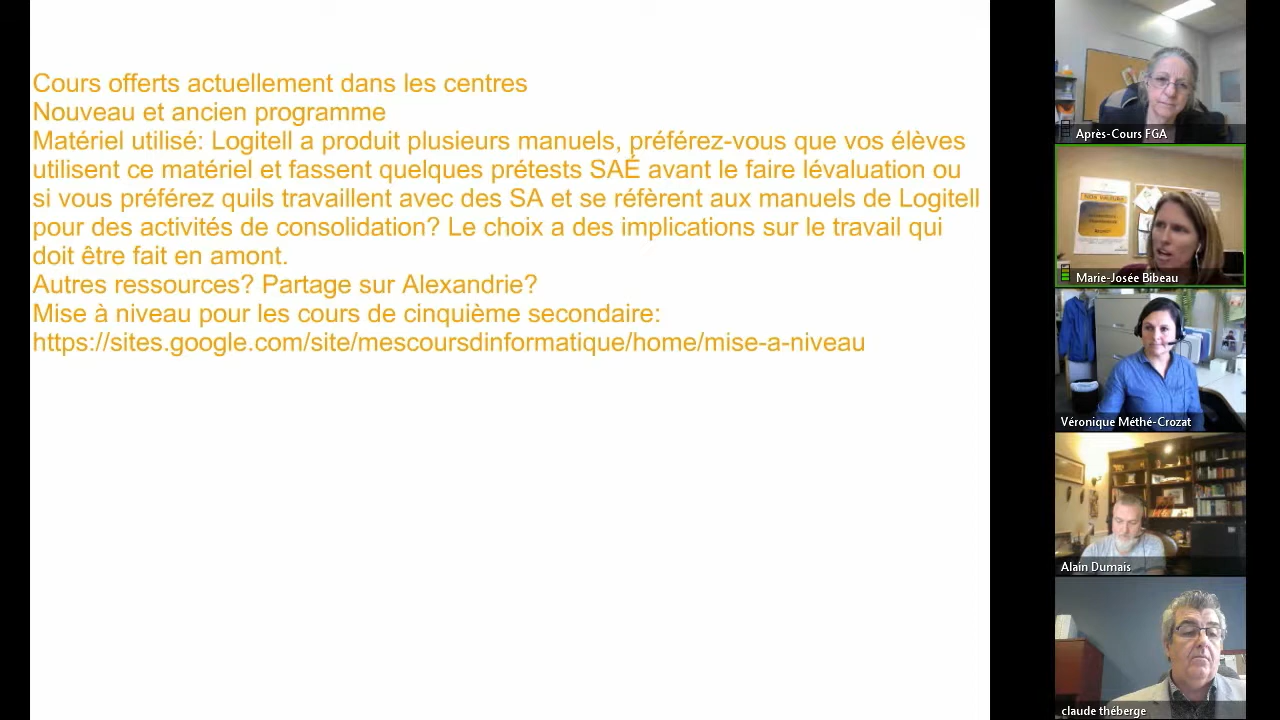 Cours offerts actuellement dans les centres
Nouveau et ancien programme
Matériel utilisé: Logitell a produit plusieurs manuels, préférez-vous que vos élèves
utilisent ce matériel et fassent quelques prétests SAÉ avant le faire lévaluation ou
si vous préférez quils travaillent avec des SA et se réfèrent aux manuels de Logitell
pour des activités de consolidation? Le choix a des implications sur le travail qui
doit être fait en amont.
Autres ressources? Partage sur Alexandrie?
Mise à niveau pour les cours de cinquième secondaire:
https://sites.google.com/site/mescoursdinformatique/home/mise-a-niveau
Après-Cours FGA
Marie-Josée Bibeau
Véronique Méthé-Crozat
Alain Dumais
claude théberge